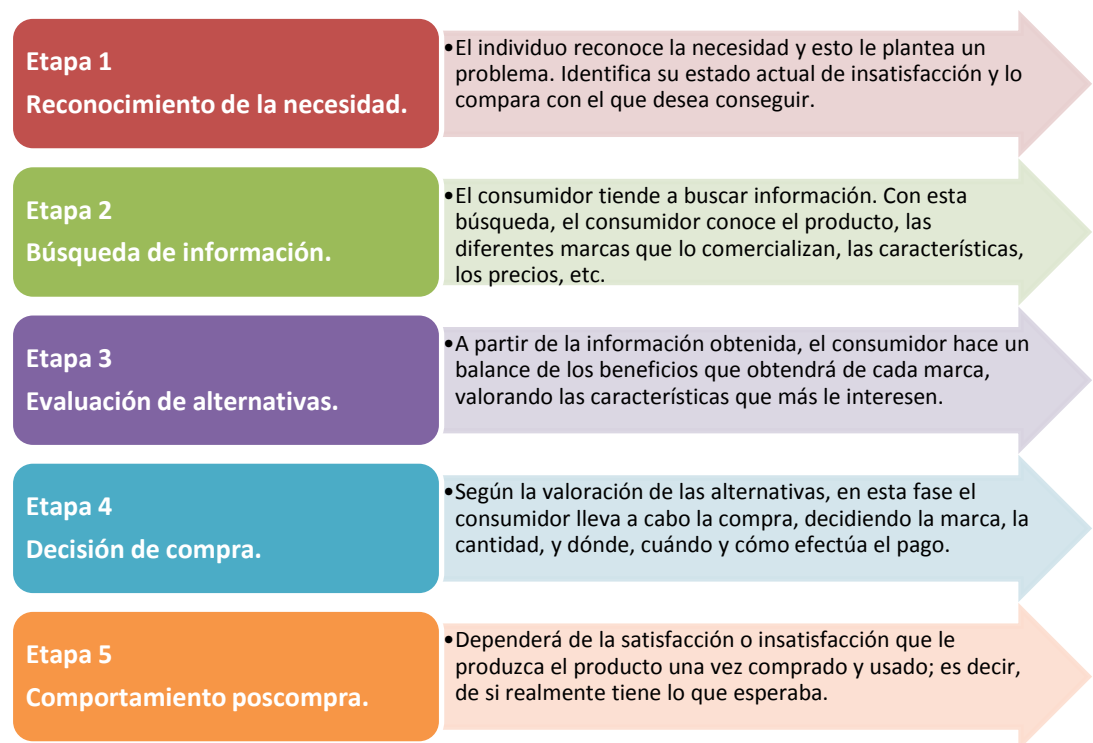 Etapa 1
Reconocimiento de la necesidad.
•El individuo reconoce la necesidad y esto le plantea un
problema. Identifica su estado actual de insatisfacción y lo
compara con el que desea conseguir.
Etapa 2
Búsqueda de información.
•El consumidor tiende a buscar información. Con esta
búsqueda, el consumidor conoce el producto, las
diferentes marcas que lo comercializan, las características,
los precios, etc.
Etapa 3
Evaluación de alternativas.
•A partir de la información obtenida, el consumidor hace un
balance de los beneficios que obtendrá de cada marca,
valorando las características que más le interesen.
Etapa 4
Decisión de compra.
•Según la valoración de las alternativas, en esta fase el
consumidor lleva a cabo la compra, decidiendo la marca, la
cantidad, y dónde, cuándo y cómo efectúa el pago.
Etapa 5
Comportamiento poscompra.
•Dependerá de la satisfacción o insatisfacción que le
produzca el producto una vez comprado y usado; es decir,
de si realmente tiene lo que esperaba.